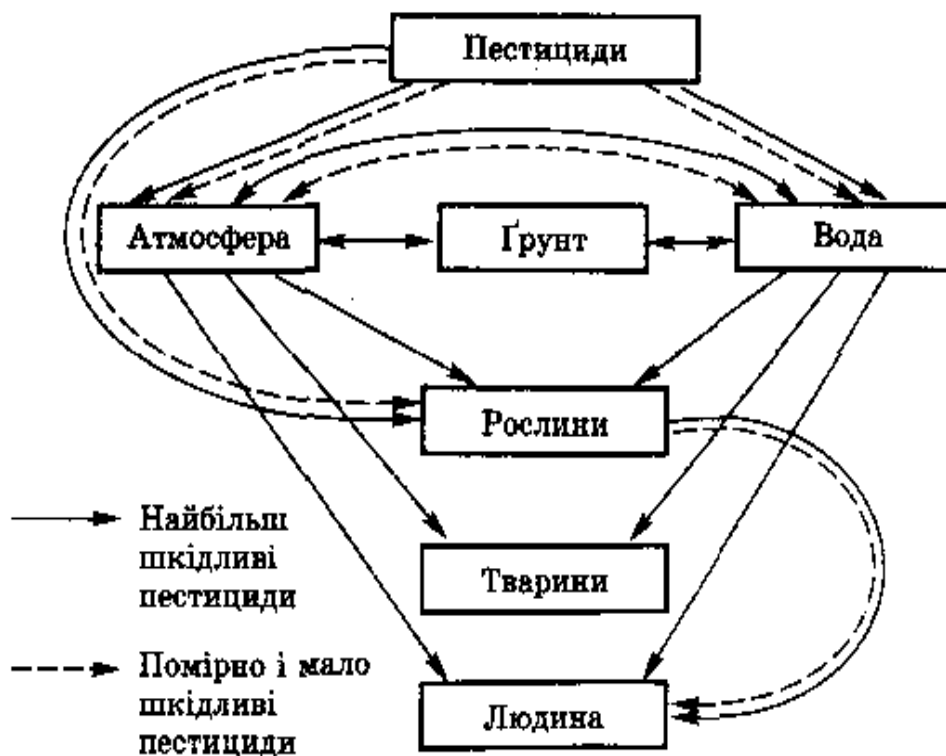 Пестициди
Атмосфера
Ґрунт
Вода
Рослини
Тварини
Людина
Найбільш
шкідливі
пестициди
Помірно і мало
шкідливі
пестициди